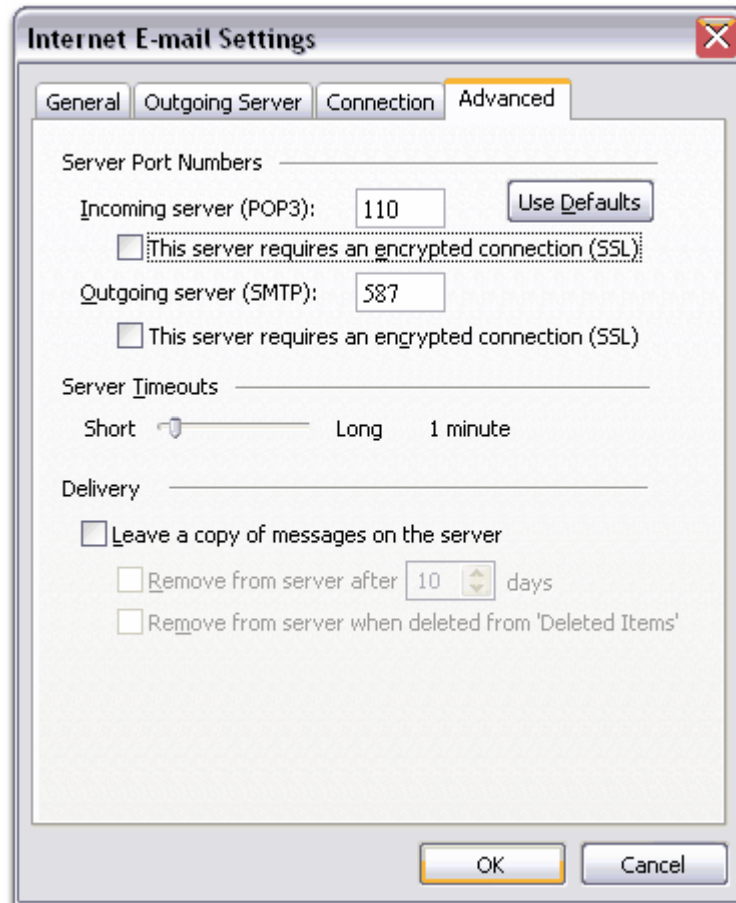 Internet E-mail Settings
General Outgoing Server Connection Advanced
Server Port Numbers
Incoming server (POP3): 110 Use Defaults
This server requires an encrypted connection (SSL)
Outgoing server (SMTP): 587
This server requires an encrypted connection (SSL)
Server Timeouts
Short Long 1 minute
Delivery
Leave a copy of messages on the server
Remove from server after 10 days
Remove from server when deleted from 'Deleted Items'
OK Cancel